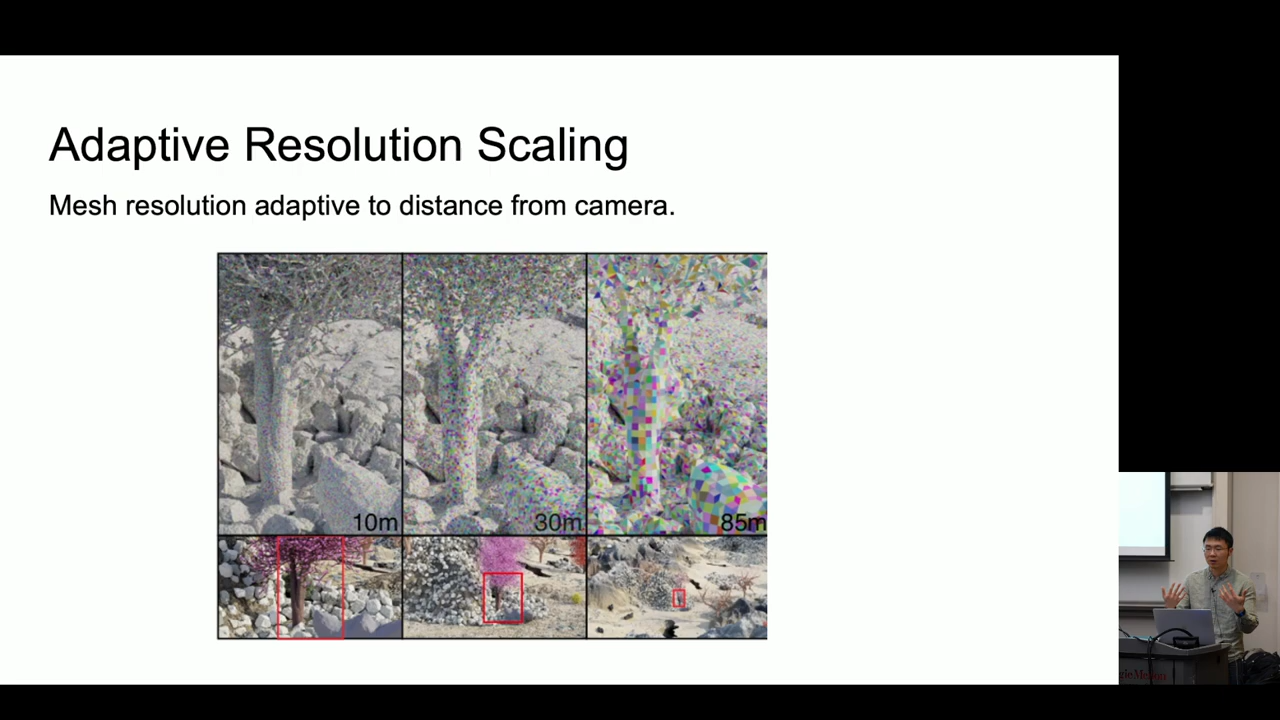 Adaptive Resolution Scaling
Mesh resolution adaptive to distance from camera.
10m
30m
85m